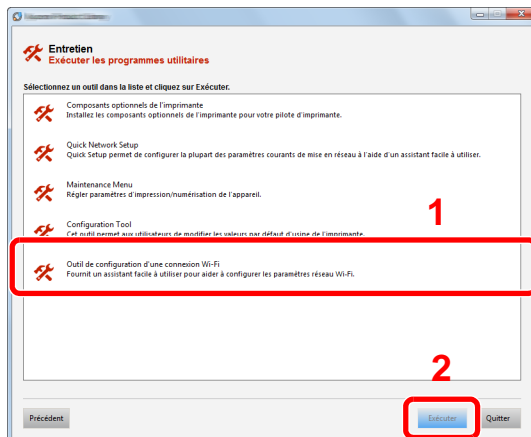 Entretien
Exécuter les programmes utilitaires
Sélectionnez un outil dans la liste et cliquez sur Exécuter.
Composants optionnels de l'imprimante
Installez les composants optionnels de l'imprimante pour votre pilote d'imprimante.
Quick Network Setup
Quick Setup permet de configurer la plupart des paramètres courants de mise en réseau à l'aide d'un assistant facile à utiliser.
Maintenance Menu
Régler paramètres d'impression/numérisation de l'appareil.
1
Configuration Tool
Cet outil permet aux utilisateurs de modifier les valeurs par défaut d'usine de l'imprimante.
Outil de configuration d'une connexion Wi-Fi
Fournit un assistant facile à utiliser pour aider à configurer les paramètres réseau Wi-Fi.
2
Précédent
Exécuter
Quitter